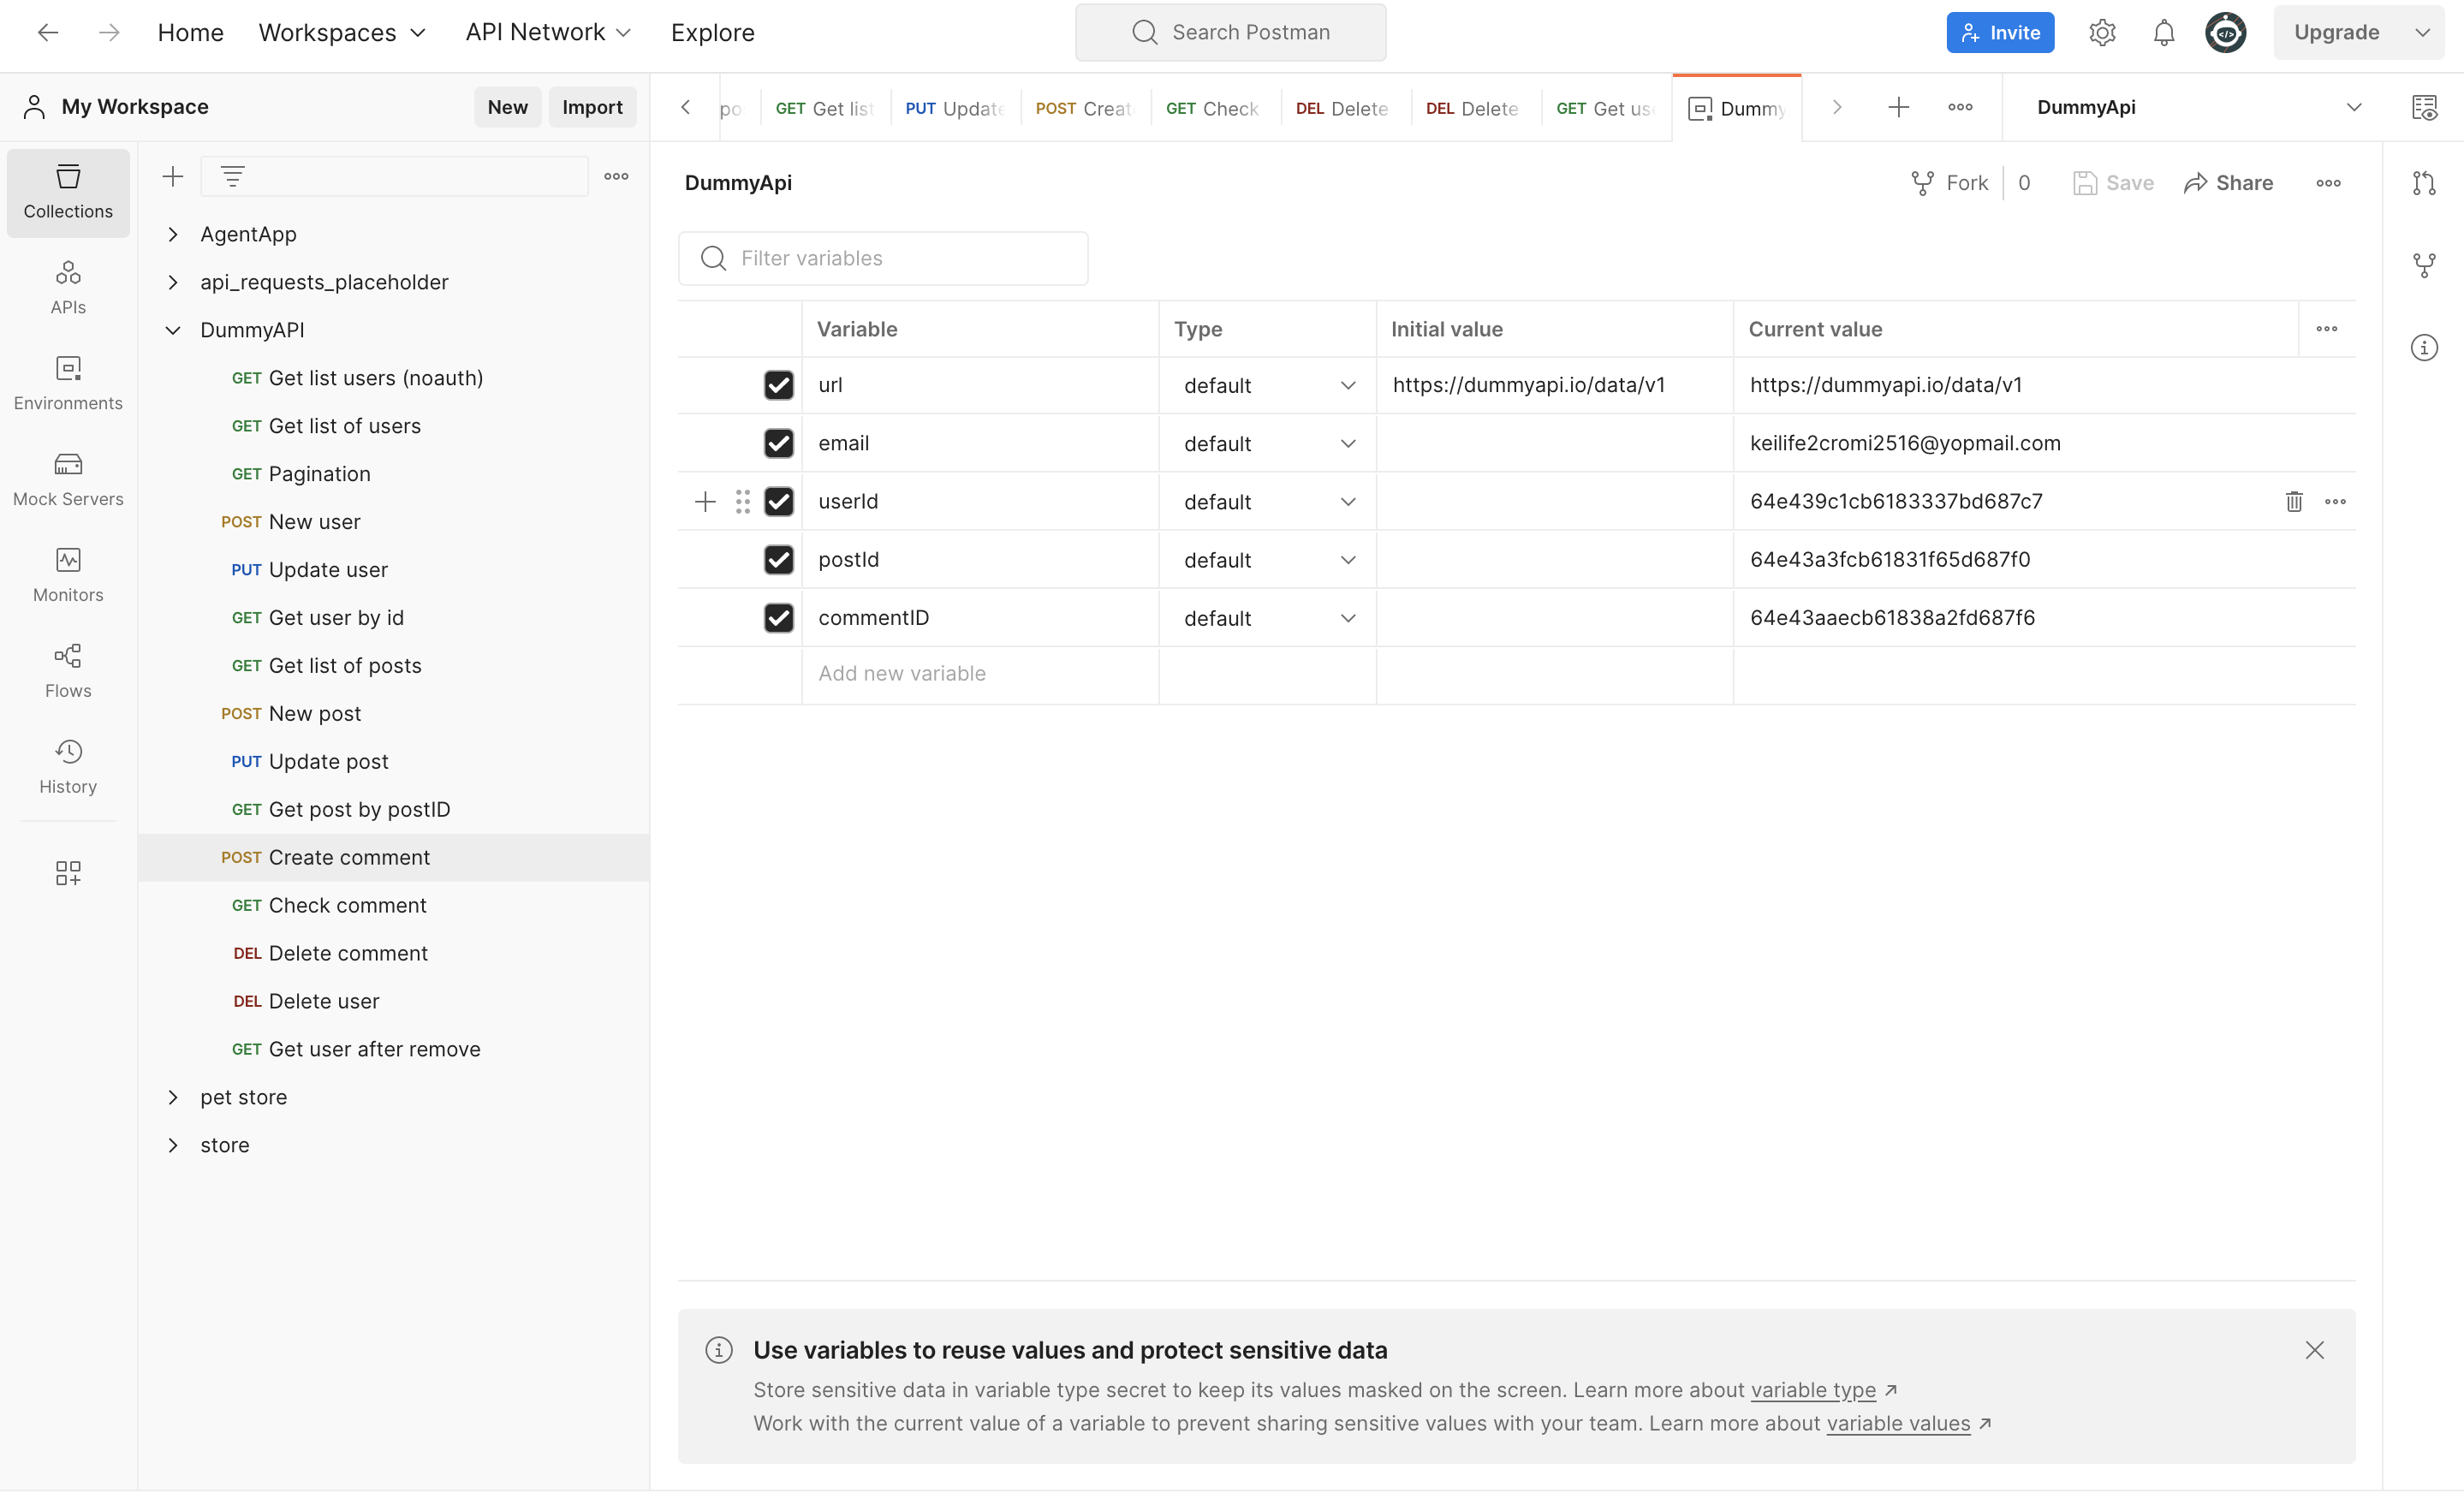 Home Workspaces API Network Explore Search Postman Invite Upgrade
My Workspace New Import
GET Get list PUT Update POST Creat GET Check DEL Delete DEL Delete GET Get us Dummy DummyApi
Collections
APIs
Environments
Mock Servers
Monitors
Flows
History
AgentApp
api_requests_placeholder
DummyAPI
GET Get list users (noauth)
GET Get list of users
GET Pagination
POST New user
PUT Update user
GET Get user by id
GET Get list of posts
POST New post
PUT Update post
GET Get post by postID
POST Create comment
GET Check comment
DEL Delete comment
DEL Delete user
GET Get user after remove
pet store
store
DummyApi Fork 0 Save Share
Filter variables
Variable Type Initial value Current value
url default https://dummyapi.io/data/v1 https://dummyapi.io/data/v1
email default keilife2cromi2516@yopmail.com
userId default 64e439c1cb6183337bd687c7
postId default 64e43a3fcb61831f65d687f0
commentID default 64e43aaecb61838a2fd687f6
Add new variable
Use variables to reuse values and protect sensitive data
Store sensitive data in variable type secret to keep its values masked on the screen. Learn more about variable type ↗
Work with the current value of a variable to prevent sharing sensitive values with your team. Learn more about variable values ↗